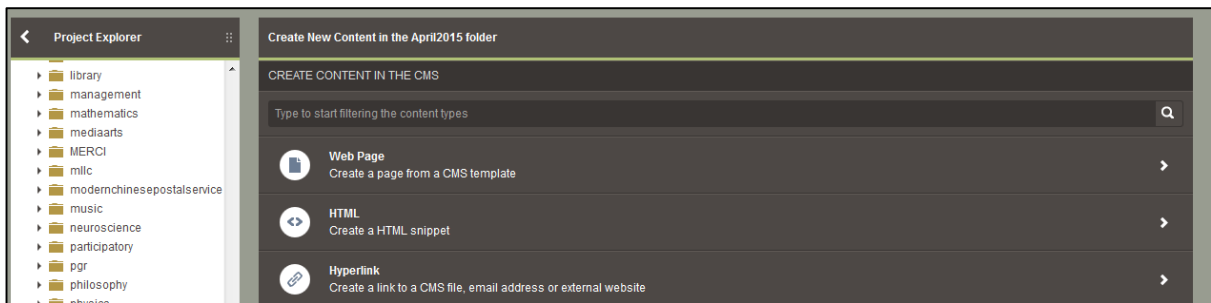 Project Explorer
library
management
mathematics
mediaarts
MERCI
mllc
modernchinesepostalservice
music
neuroscience
participatory
pgr
philosophy
physics
Create New Content in the April2015 folder
CREATE CONTENT IN THE CMS
Type to start filtering the content types
Web Page
Create a page from a CMS template
HTML
Create a HTML snippet
Hyperlink
Create a link to a CMS file, email address or external website